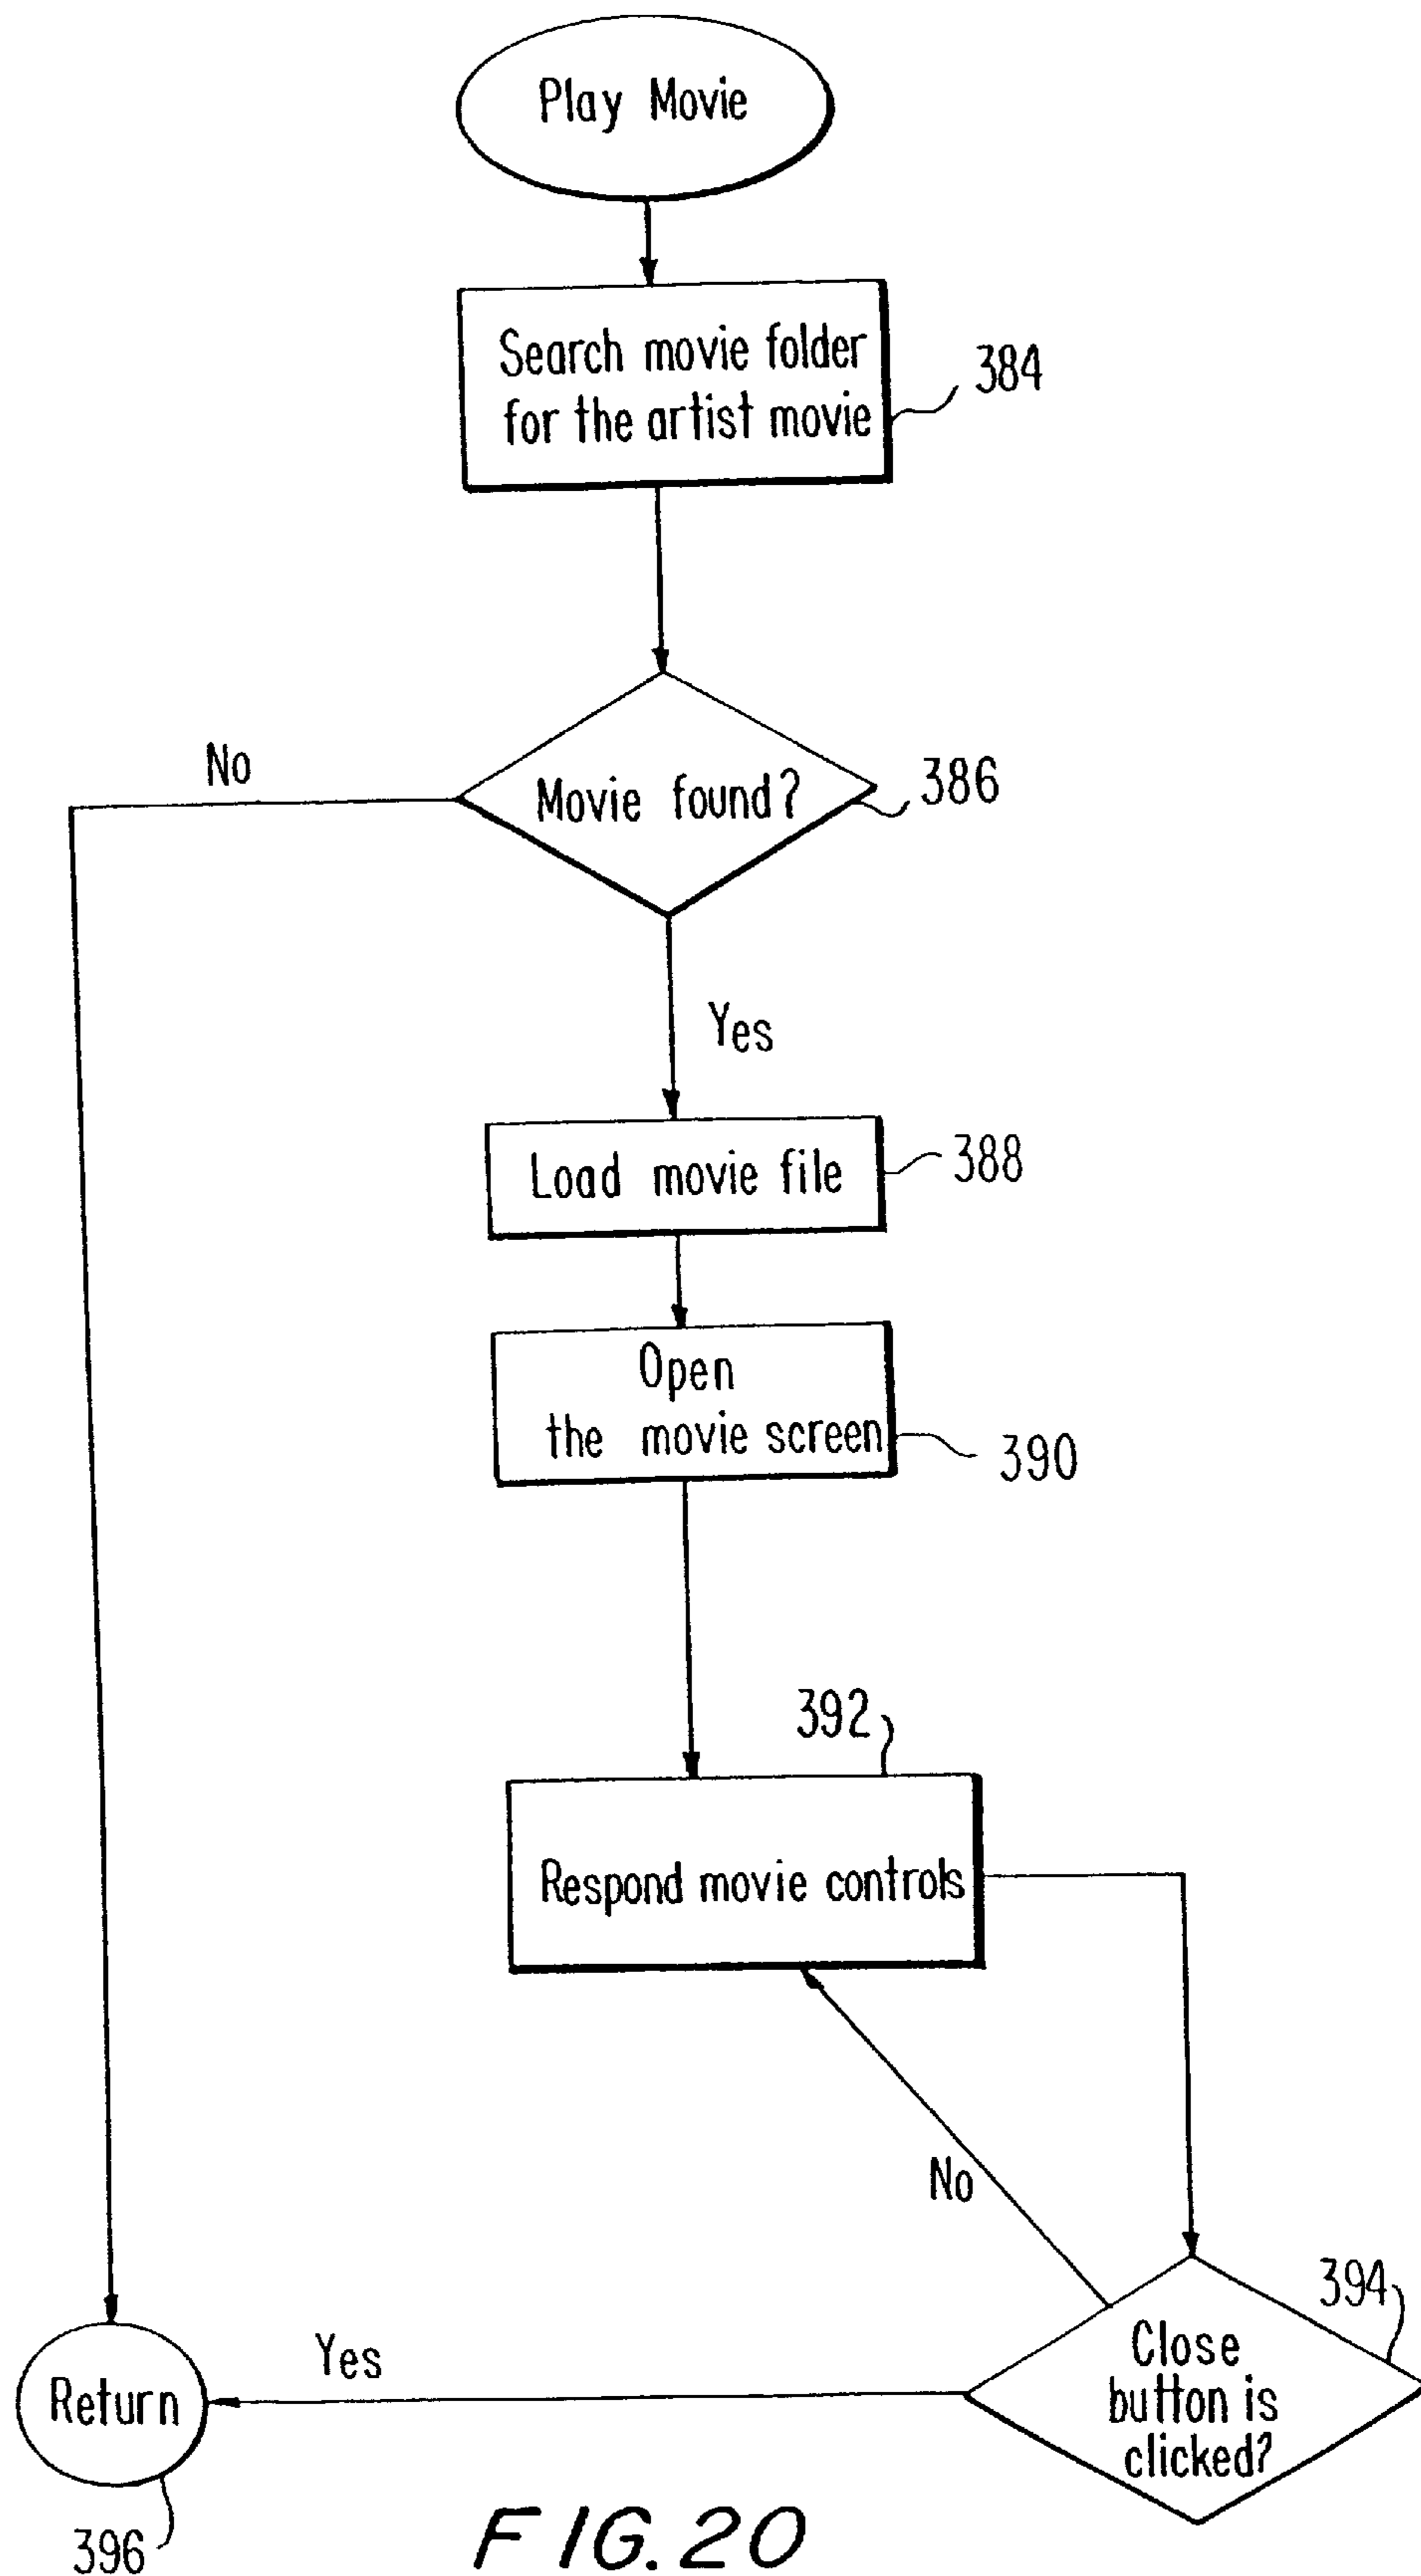 Play Movie
Search movie folder
for the artist movie
384
No
Movie found?
386
Yes
Load movie file
388
Open
the movie screen
390
392
Respond movie controls
No
394
Close
button is
clicked?
Yes
Return
396
FIG. 20